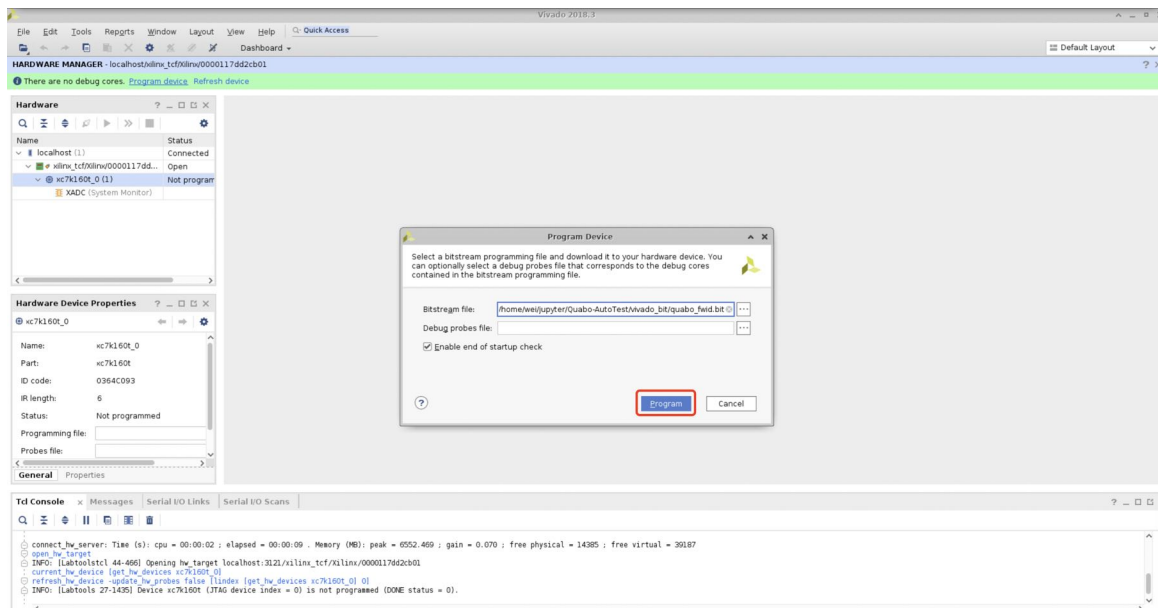 Vivado 2018.3
File Edit Tools Reports Window Layout View Help Quick Access
Dashboard
Default Layout
HARDWARE MANAGER - localhost/xilinx_tcf/Xilinx/0000117dd2cb01
There are no debug cores. Program device Refresh device
Hardware
Name Status
localhost (1) Connected
xilinx_tcf/Xilinx/0000117dd... Open
xc7k160t_0 (1) Not program
XADC (System Monitor)
Hardware Device Properties
xc7k160t_0
Name: xc7k160t_0
Part: xc7k160t
ID code: 0364C093
IR length: 6
Status: Not programmed
Programming file:
Probes file:
General Properties
Program Device
Select a bitstream programming file and download it to your hardware device. You
can optionally select a debug probes file that corresponds to the debug cores
contained in the bitstream programming file.
Bitstream file: /home/wei/jupyter/Quabo-AutoTest/vivado_bit/quabo_fwid.bit
Debug probes file:
Enable end of startup check
Program Cancel
Tcl Console Messages Serial I/O Links Serial I/O Scans
connect_hw_server: Time (s): cpu = 00:00:02 ; elapsed = 00:00:09 . Memory (MB): peak = 6552.469 ; gain = 0.070 ; free physical = 14385 ; free virtual = 39187
open_hw_target
INFO: [Labtoolstcl 44-466] Opening hw_target localhost:3121/xilinx_tcf/Xilinx/0000117dd2cb01
current_hw_device [get_hw_devices xc7k160t_0]
refresh_hw_device -update_hw_probes false [lindex [get_hw_devices xc7k160t_0] 0]
INFO: [Labtools 27-1435] Device xc7k160t (JTAG device index = 0) is not programmed (DONE status = 0).